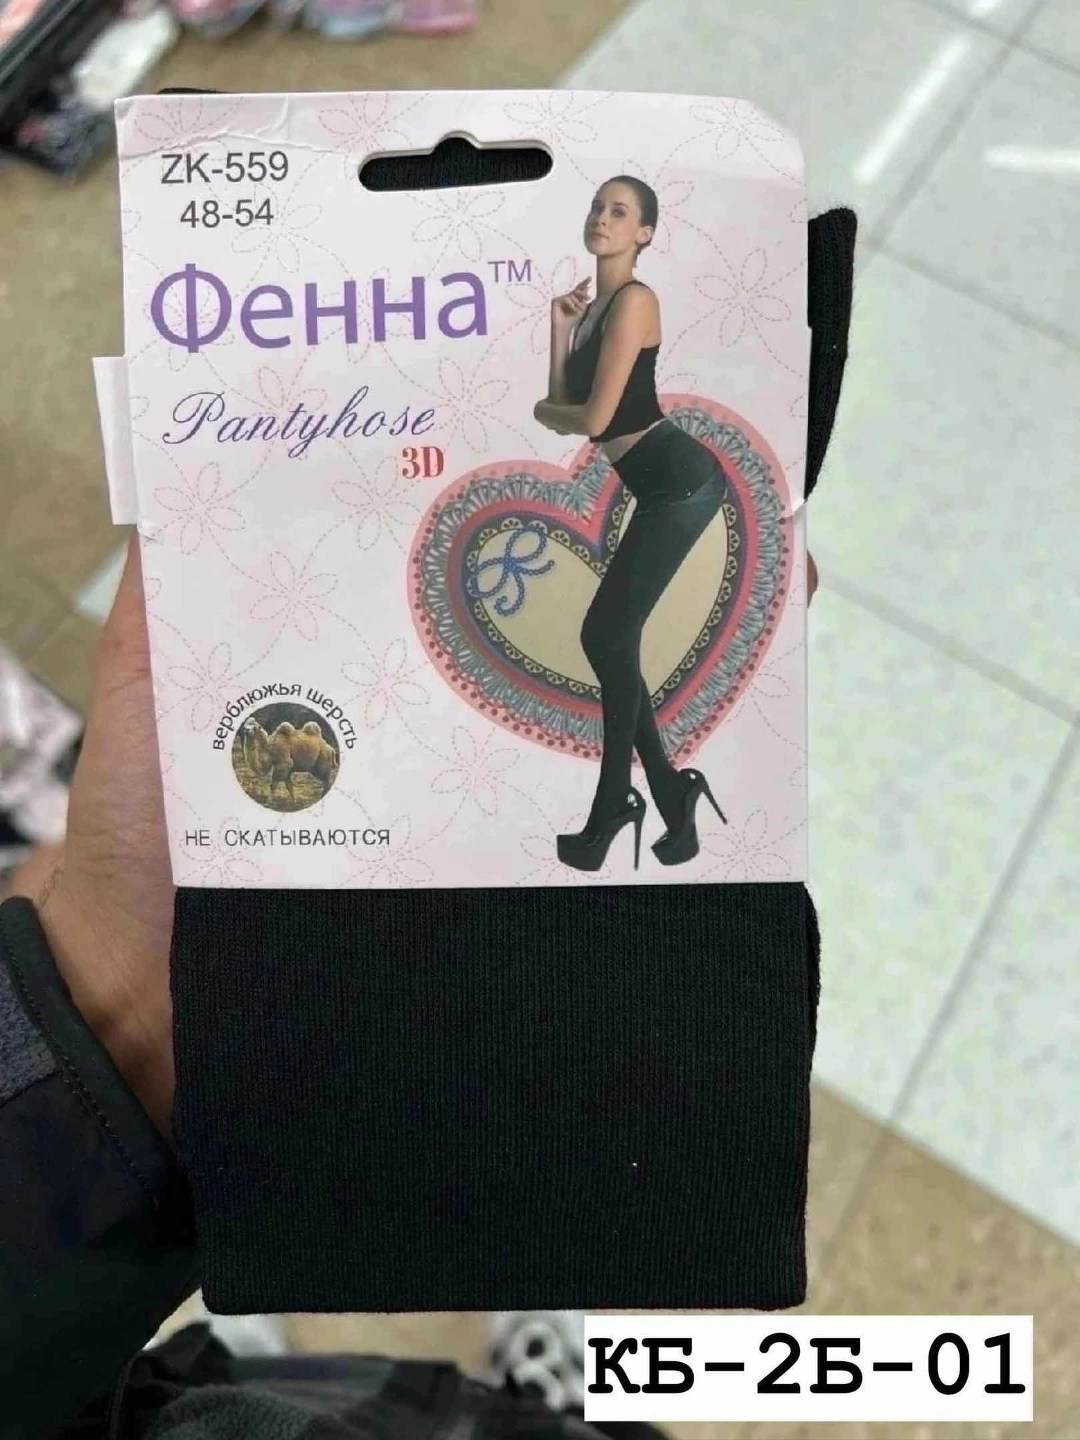 ZK-559
48-54
Фенна™
Pantyhose
3D
верблюжья шерсть
НЕ СКАТЫВАЮТСЯ
КБ-2Б-01